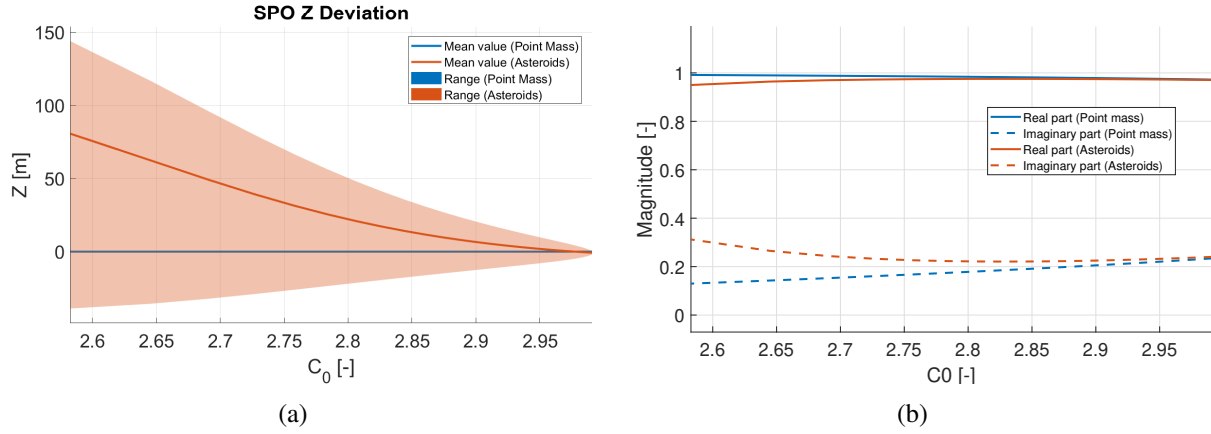 SPO Z Deviation
150
100
50
0
Z [m]
Mean value (Point Mass)
Mean value (Asteroids)
Range (Point Mass)
Range (Asteroids)
2.6 2.65 2.7 2.75 2.8 2.85 2.9 2.95
C0 [-]
(a)
1
0.8
0.6
0.4
0.2
0
Magnitude [-]
Real part (Point mass)
Imaginary part (Point mass)
Real part (Asteroids)
Imaginary part (Asteroids)
2.6 2.65 2.7 2.75 2.8 2.85 2.9 2.95
C0 [-]
(b)